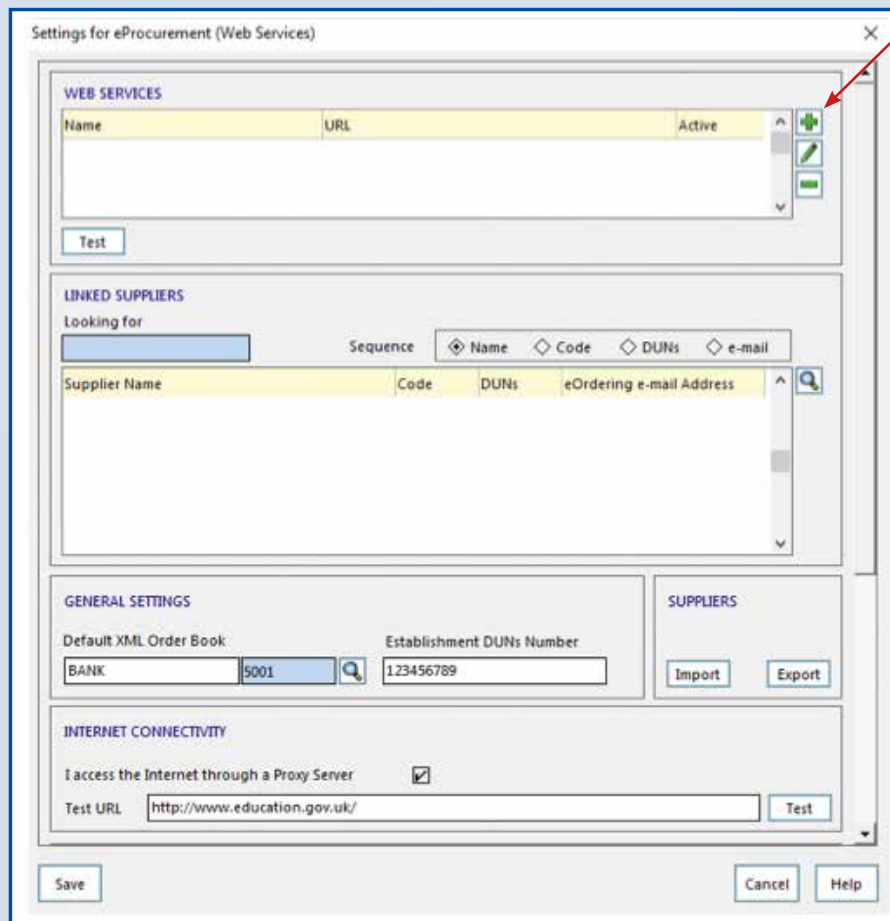 Settings for eProcurement (Web Services)
WEB SERVICES
Name URL Active
Test
LINKED SUPPLIERS
Looking for
Sequence Name Code DUNs e-mail
Supplier Name Code DUNs eOrdering e-mail Address
GENERAL SETTINGS
Default XML Order Book Establishment DUNs Number
BANK 5001 123456789
SUPPLIERS
Import Export
INTERNET CONNECTIVITY
I access the Internet through a Proxy Server
Test URL http://www.education.gov.uk/ Test
Save Cancel Help